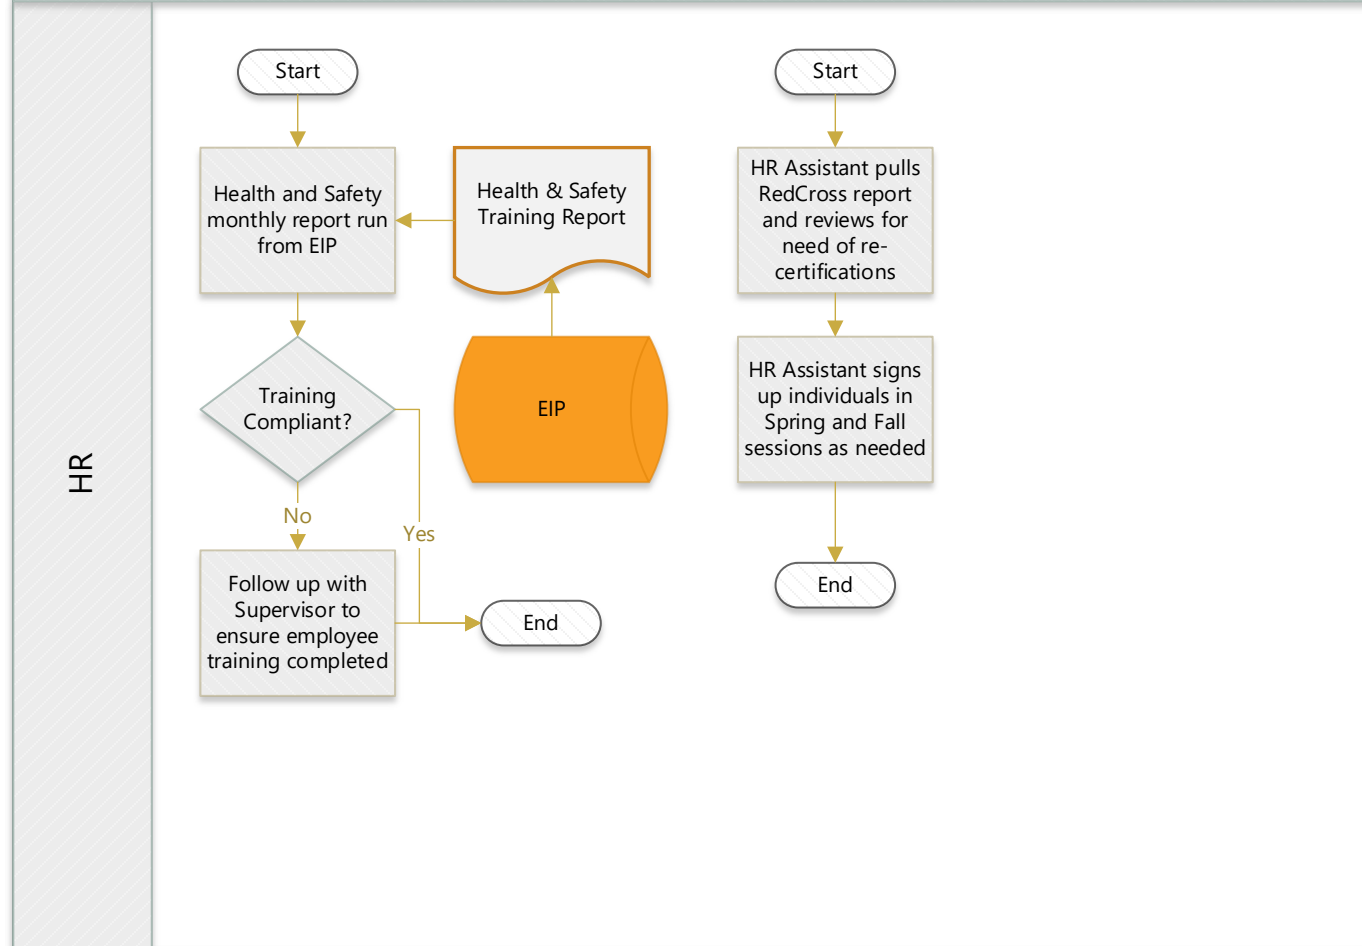 HR
Start
Health and Safety
monthly report run
from EIP
Health & Safety
Training Report
Training
Compliant?
EIP
No
Yes
Follow up with
Supervisor to
ensure employee
training completed
End
Start
HR Assistant pulls
RedCross report
and reviews for
need of re-
certifications
HR Assistant signs
up individuals in
Spring and Fall
sessions as needed
End